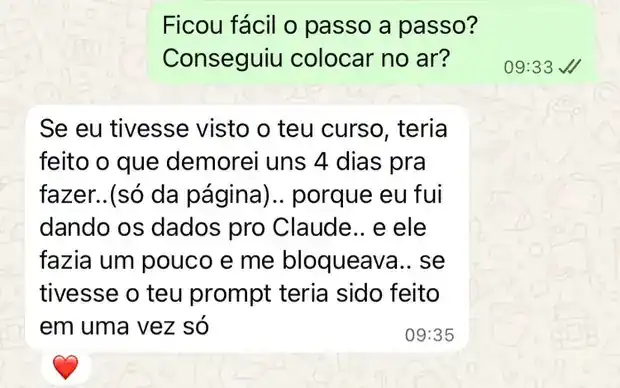 Ficou fácil o passo a passo?
Conseguiu colocar no ar?
09:33
Se eu tivesse visto o teu curso, teria
feito o que demorei uns 4 dias pra
fazer..(só da página).. porque eu fui
dando os dados pro Claude.. e ele
fazia um pouco e me bloqueava.. se
tivesse o teu prompt teria sido feito
em uma vez só
09:35